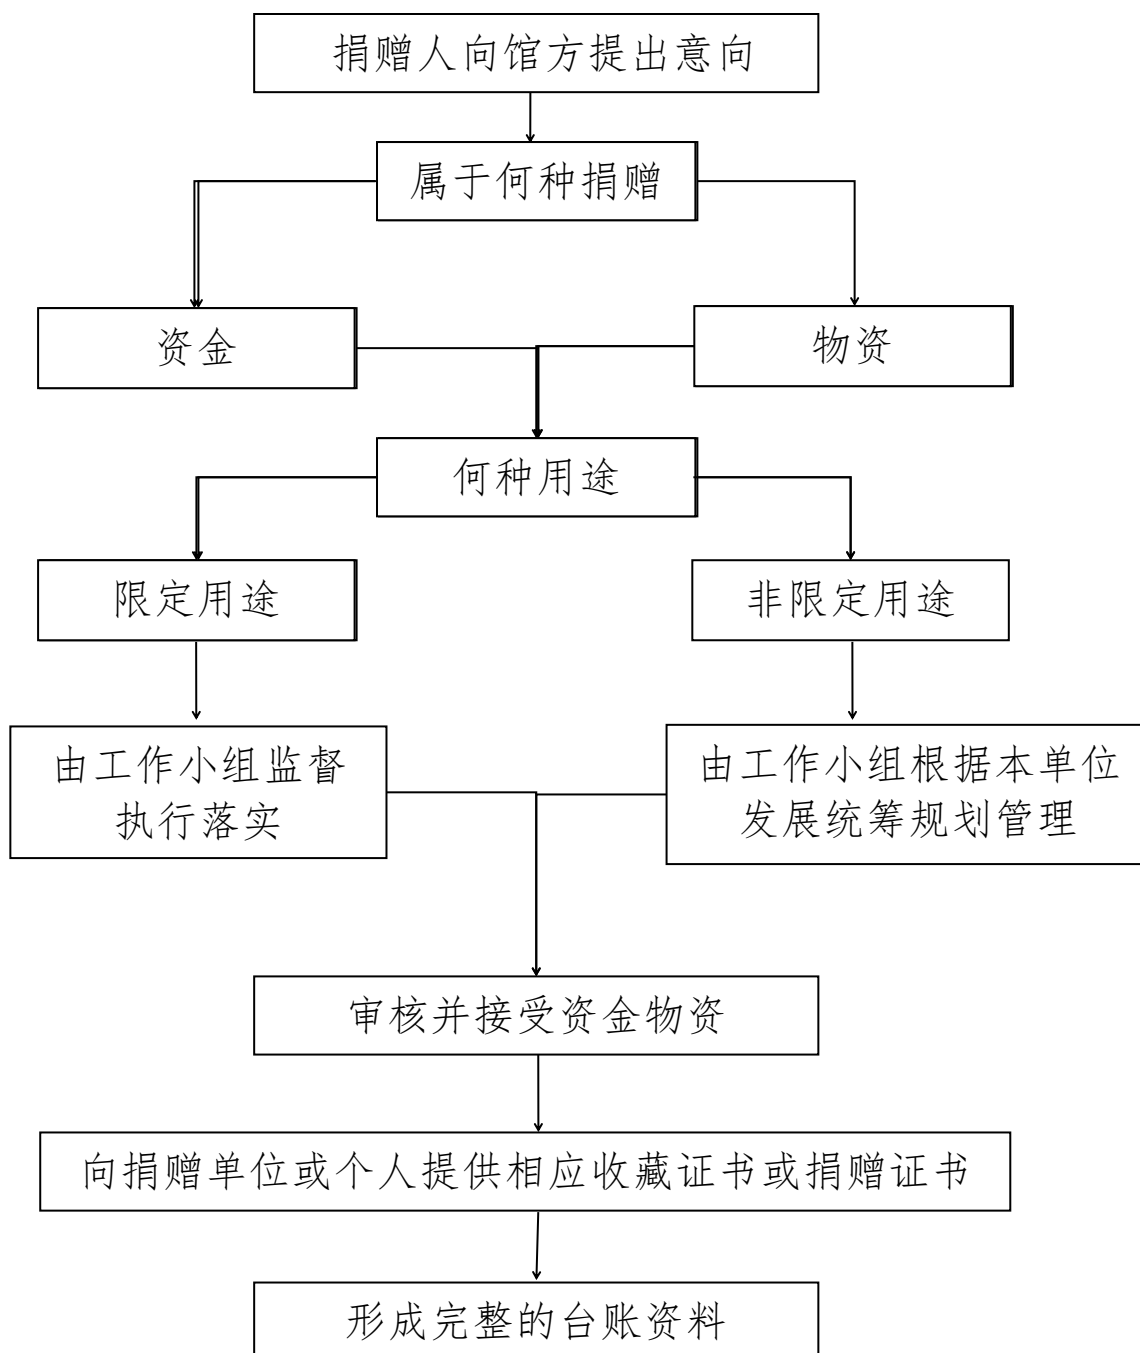 捐赠人向馆方提出意向
属于何种捐赠
资金
物资
何种用途
限定用途
非限定用途
由工作小组监督
执行落实
由工作小组根据本单位
发展统筹规划管理
审核并接受资金物资
向捐赠单位或个人提供相应收藏证书或捐赠证书
形成完整的台账资料